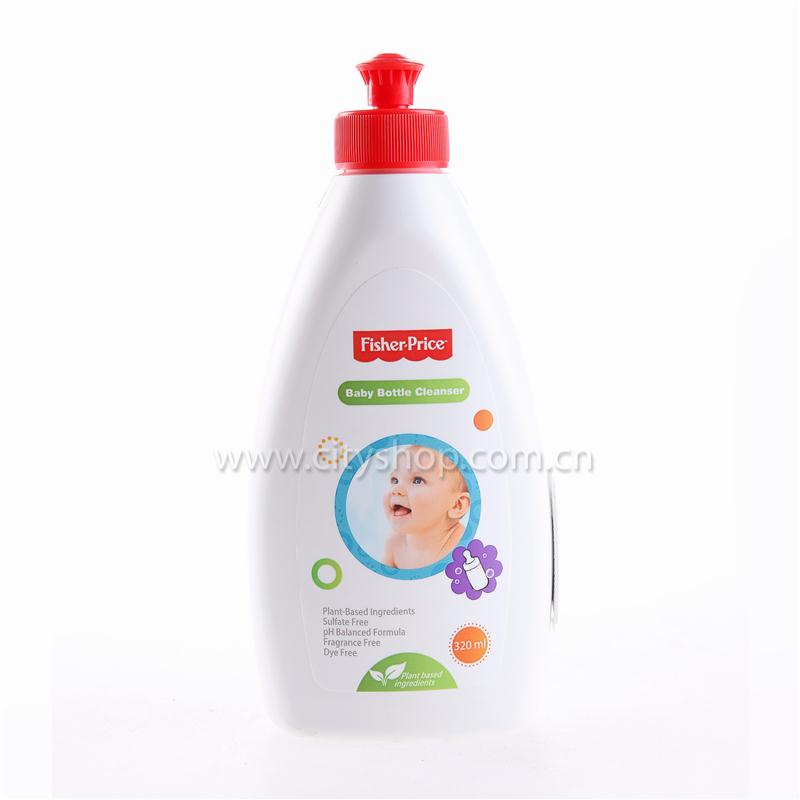 Fisher-Price
Baby Bottle Cleanser
www.cityshop.com.cn
Plant-Based Ingredients
Sulfate Free
pH Balanced Formula
Fragrance Free
Dye Free
320 ml
Plant based
ingredients